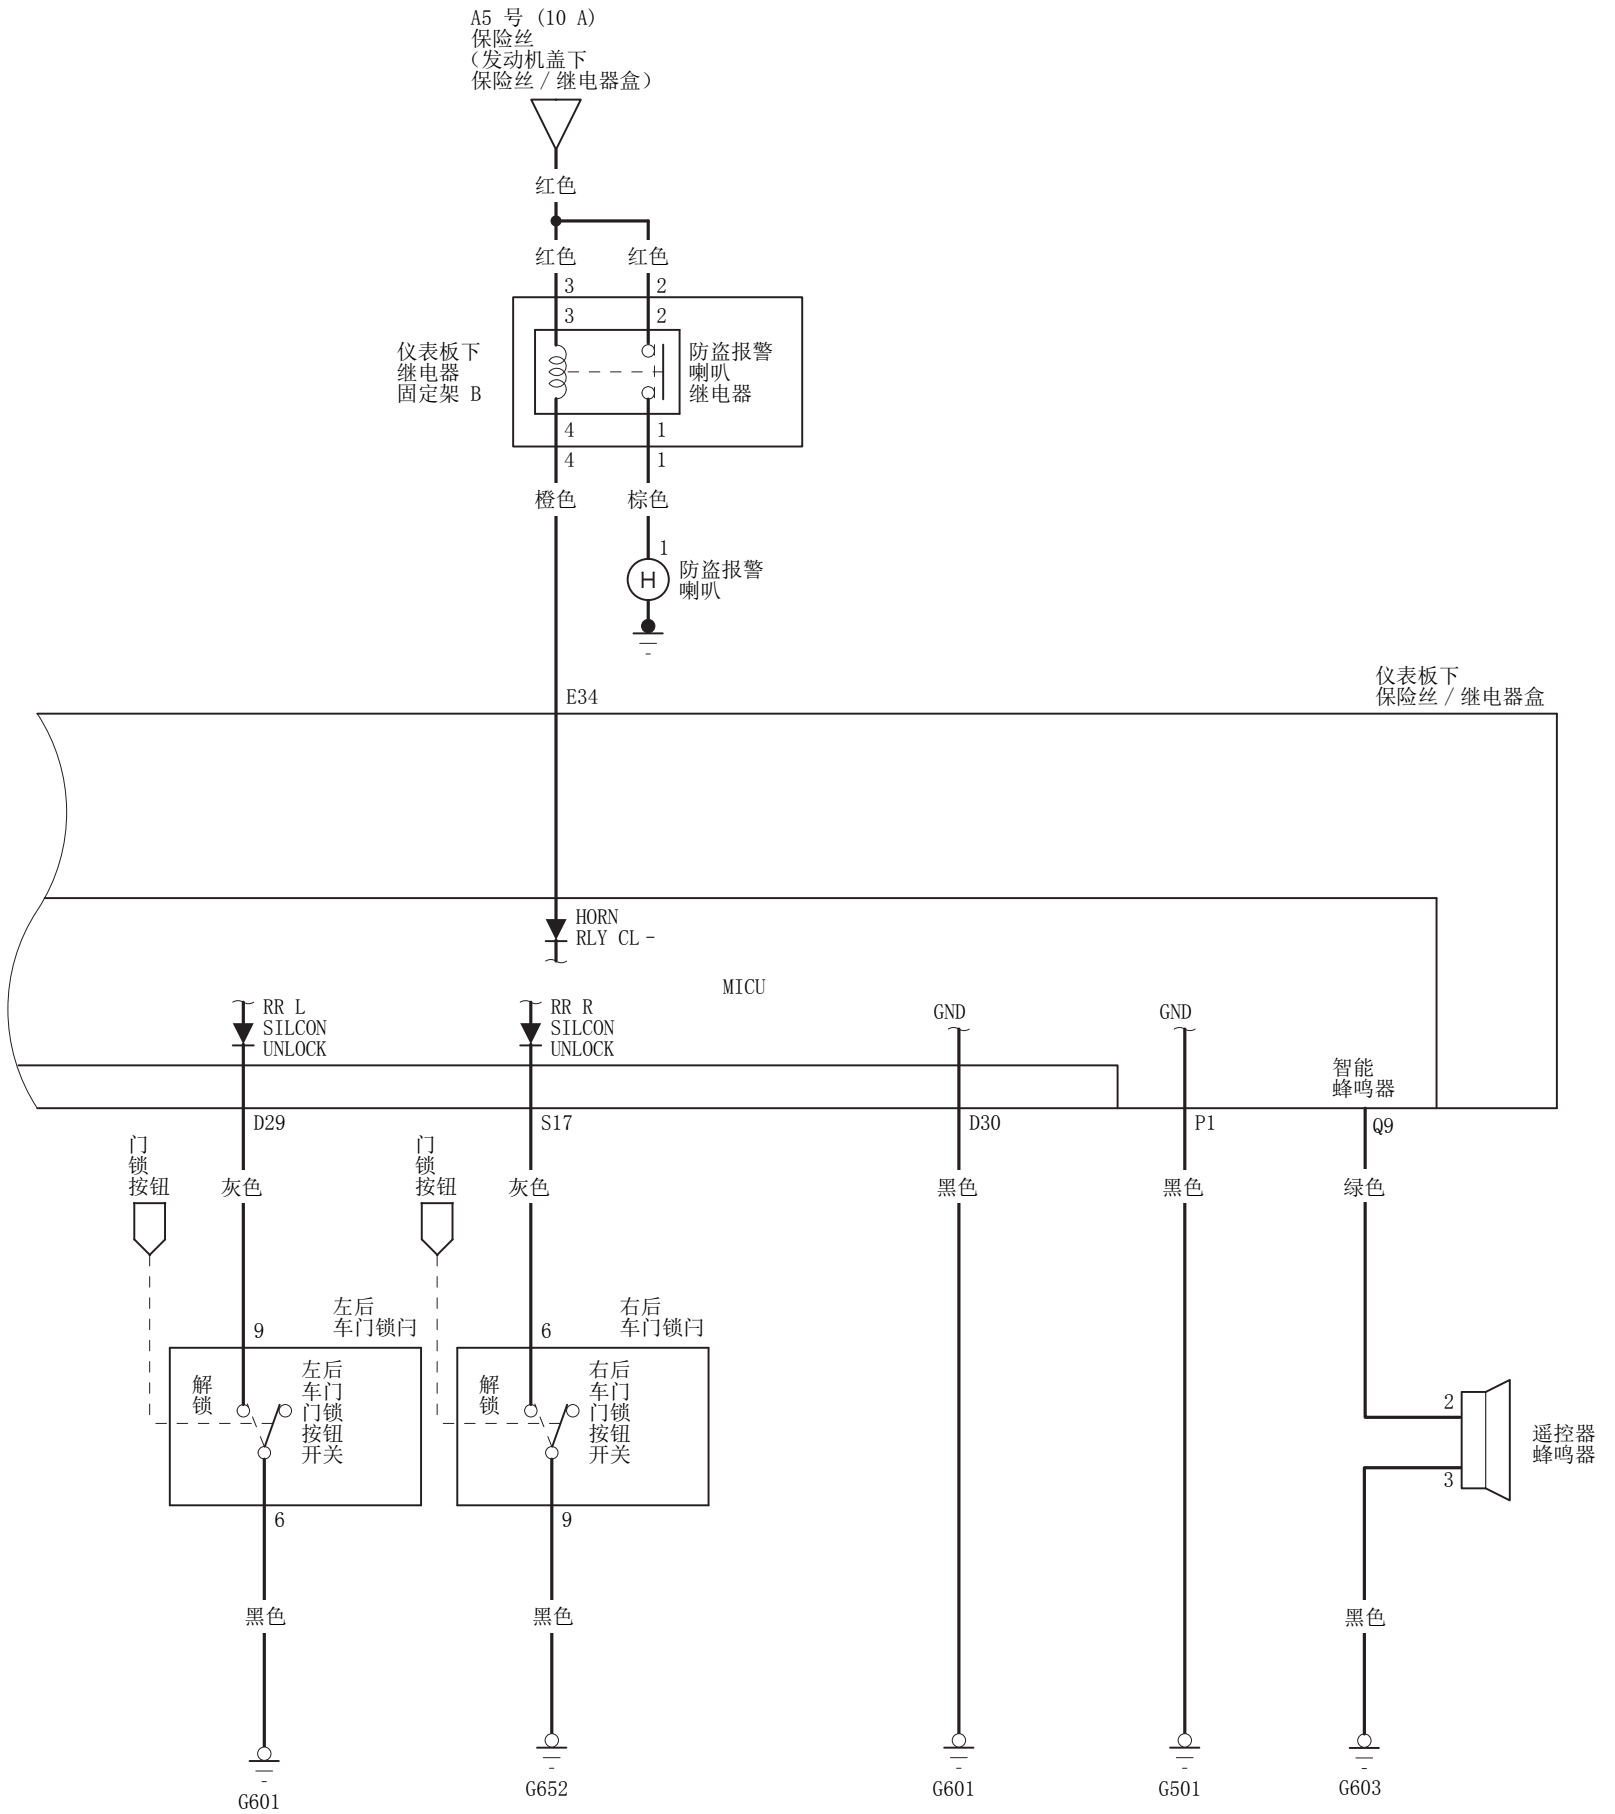 A5 号 (10 A)
保险丝
（发动机盖下
保险丝 / 继电器盒）
红色
红色
红色
3
2
3
2
仪表板下
继电器
固定架 B
防盗报警
喇叭
继电器
4
1
4
1
橙色
棕色
1
H
防盗报警
喇叭
E34
仪表板下
保险丝 / 继电器盒
HORN
RLY CL -
MICU
RR L
SILCON
UNLOCK
RR R
SILCON
UNLOCK
GND
GND
智能
蜂鸣器
D29
S17
D30
P1
Q9
门
锁
按钮
灰色
门
锁
按钮
灰色
黑色
黑色
绿色
左后
车门锁闩
9
右后
车门锁闩
6
解
锁
左后
车门
门锁
按钮
开关
解
锁
右后
车门
门锁
按钮
开关
2
3
遥控器
蜂鸣器
6
9
黑色
黑色
黑色
G601
G652
G601
G501
G603